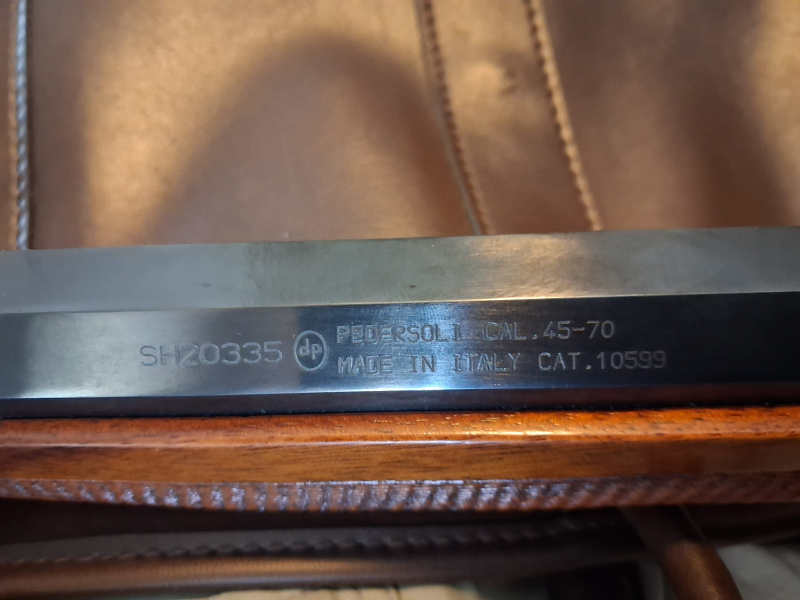 SH20335 dp PEDERSOLI CAL.45-70
MADE IN ITALY CAT.10599